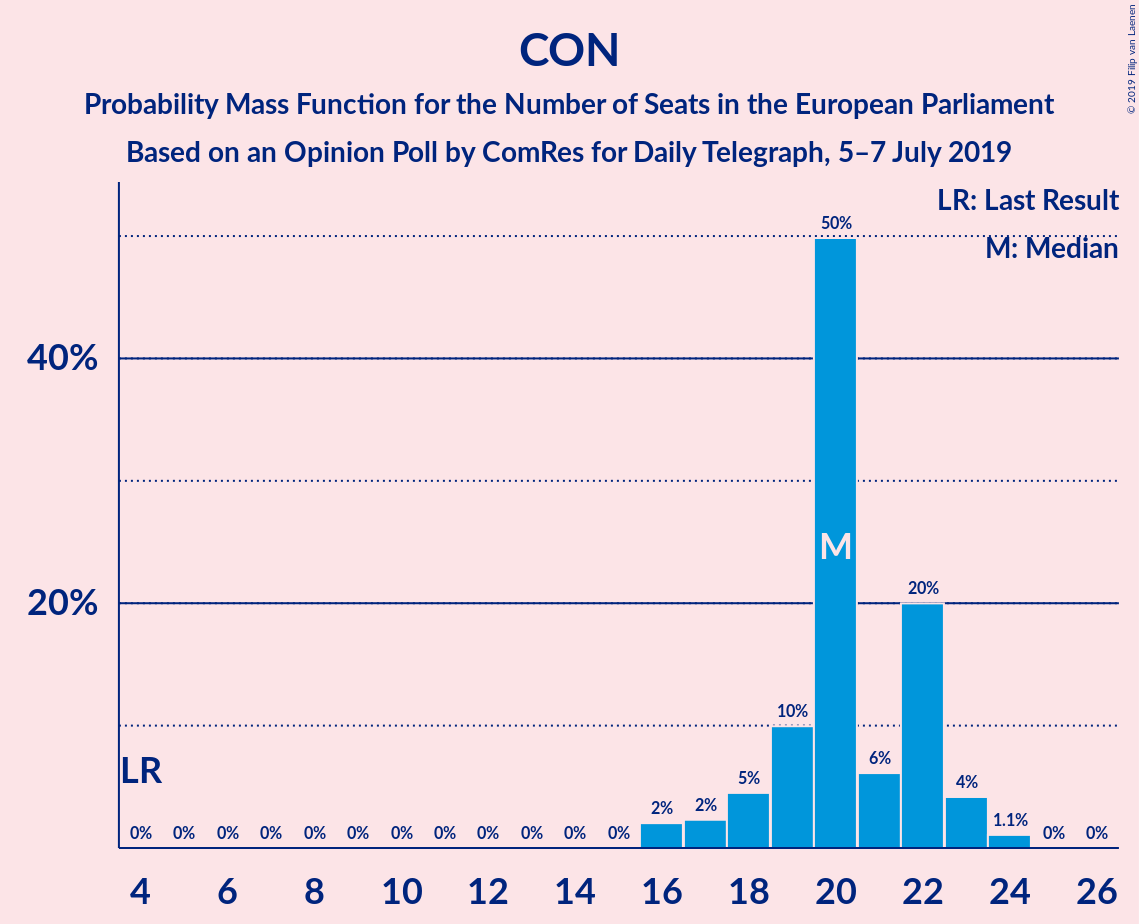 CON
Probability Mass Function for the Number of Seats in the European Parliament
Based on an Opinion Poll by ComRes for Daily Telegraph, 5–7 July 2019
© 2019 Filip van Laenen
LR: Last Result
M: Median
40%
20%
LR
M
0% 0% 0% 0% 0% 0% 0% 0% 0% 0% 0% 0% 2% 2% 5% 10% 50% 6% 20% 4% 1.1% 0% 0%
4 6 8 10 12 14 16 18 20 22 24 26